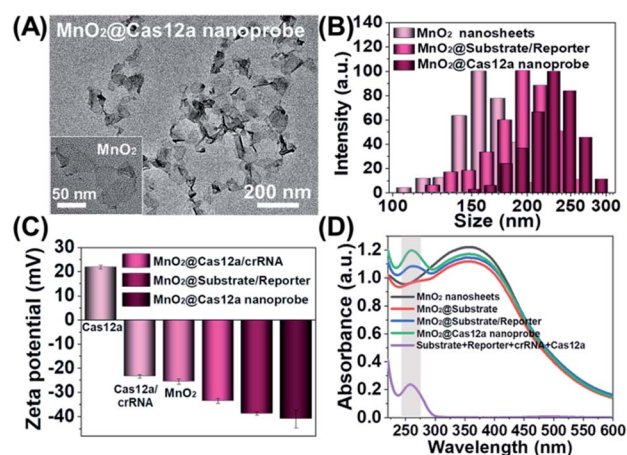 (A)
MnO2@Cas12a nanoprobe
MnO2
50 nm
200 nm
(B)
Intensity (a.u.)
140
120
100
80
60
40
20
0
MnO2 nanosheets
MnO2@Substrate/Reporter
MnO2@Cas12a nanoprobe
100
150
200
250
300
Size (nm)
(C)
Zeta potential (mV)
30
20
10
0
-10
-20
-30
-40
MnO2@Cas12a/crRNA
MnO2@Substrate/Reporter
MnO2@Cas12a nanoprobe
Cas12a
Cas12a/
crRNA
MnO2
(D)
Absorbance (a.u.)
1.2
1.0
0.8
0.6
0.4
0.2
0.0
MnO2 nanosheets
MnO2@Substrate
MnO2@Substrate/Reporter
MnO2@Cas12a nanoprobe
Substrate+Reporter+crRNA+Cas12a
250 300 350 400 450 500 550 600
Wavelength (nm)